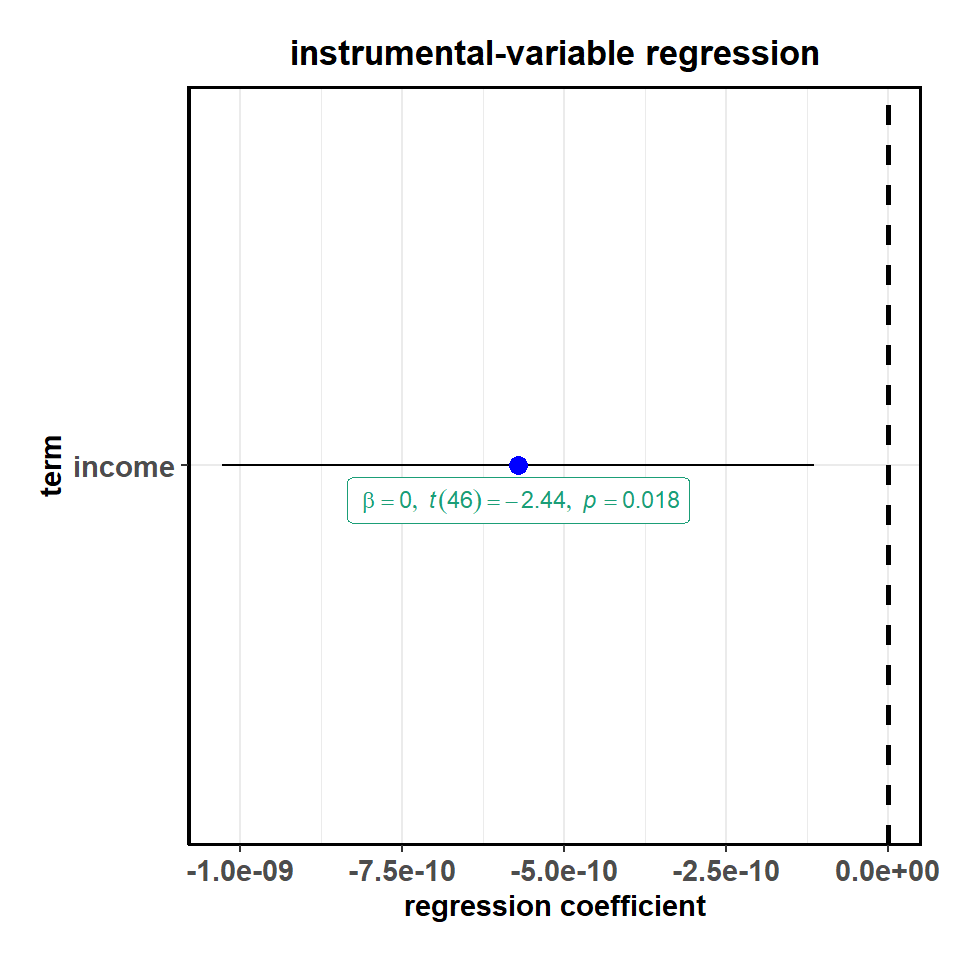 instrumental-variable regression
term
income
β = 0, t(46) = −2.44, p = 0.018
-1.0e-09 -7.5e-10 -5.0e-10 -2.5e-10 0.0e+00
regression coefficient